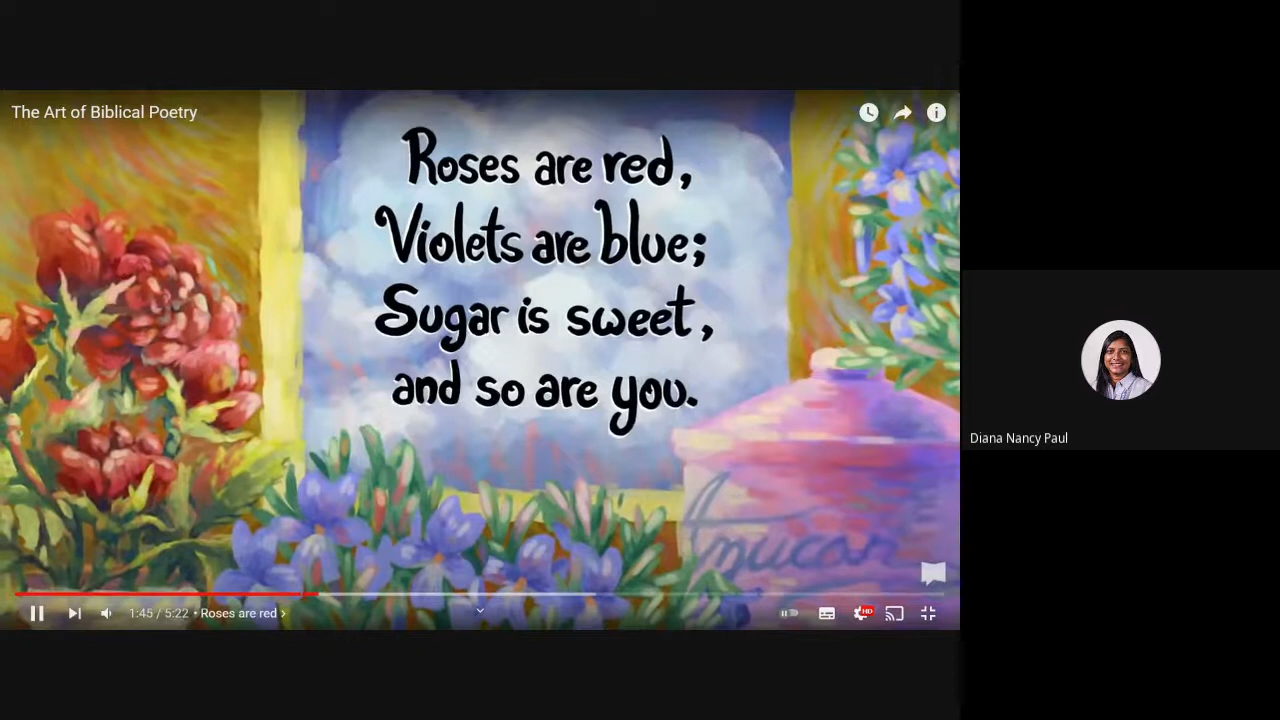 The Art of Biblical Poetry
Roses are red,
Violets are blue;
Sugar is sweet,
and so are you.
Diana Nancy Paul
1:45 / 5:22 • Roses are red ›
HD